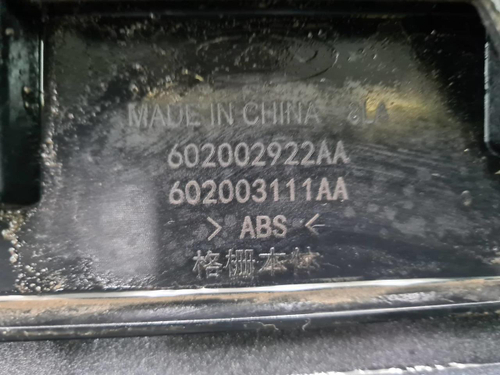 MADE IN CHINA
602002922AA
602003111AA
> ABS <
格栅本体